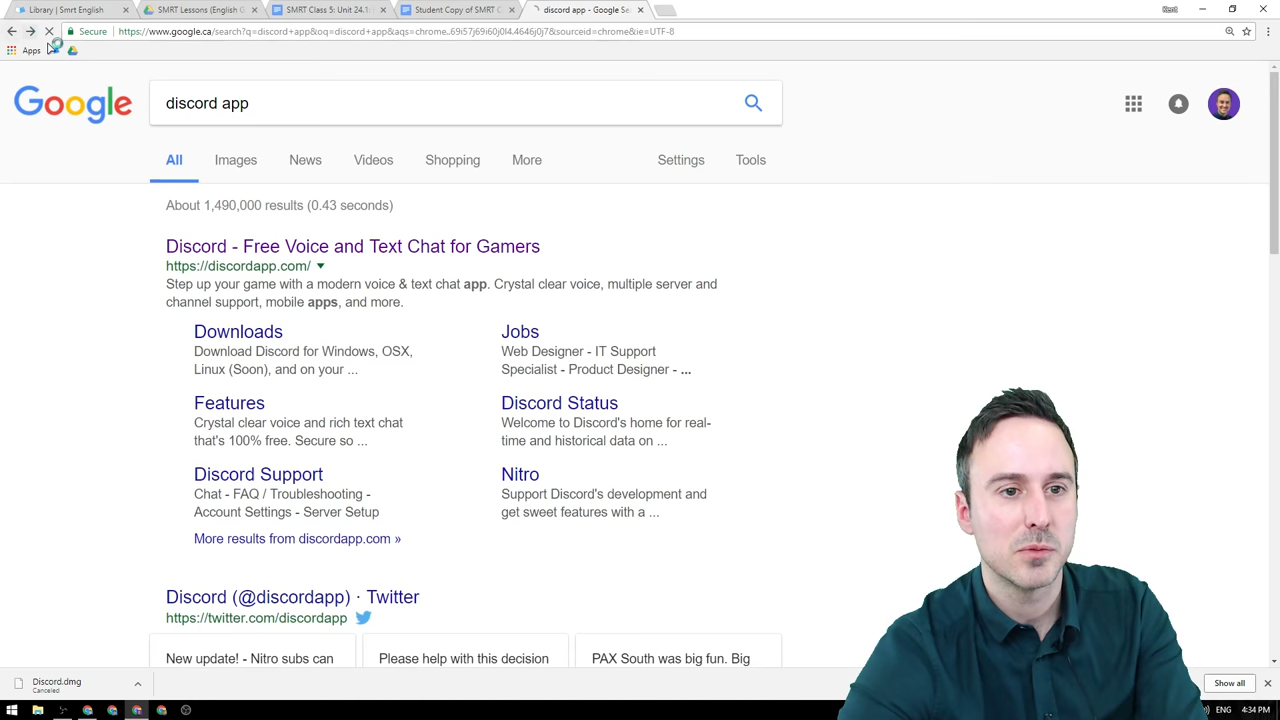 Library | Smrt English
SMRT Lessons (English G
SMRT Class 5: Unit 24.1
Student Copy of SMRT C
discord app - Google Se
Secure
https://www.google.ca/search?q=discord+app&oq=discord+app&aqs=chrome..69i57j69i60j0l4.4646j0j7&sourceid=chrome&ie=UTF-8
Apps
Google
discord app
All
Images
News
Videos
Shopping
More
Settings
Tools
About 1,490,000 results (0.43 seconds)
Discord - Free Voice and Text Chat for Gamers
https://discordapp.com/
Step up your game with a modern voice & text chat app. Crystal clear voice, multiple server and
channel support, mobile apps, and more.
Downloads
Download Discord for Windows, OSX,
Linux (Soon), and on your ...
Jobs
Web Designer - IT Support
Specialist - Product Designer - ...
Features
Crystal clear voice and rich text chat
that's 100% free. Secure so ...
Discord Status
Welcome to Discord's home for real-
time and historical data on ...
Discord Support
Chat - FAQ / Troubleshooting -
Account Settings - Server Setup
Nitro
Support Discord's development and
get sweet features with a ...
More results from discordapp.com »
Discord (@discordapp) · Twitter
https://twitter.com/discordapp
New update! - Nitro subs can
Please help with this decision
PAX South was big fun. Big
Discord.dmg
Canceled
Show all
ENG
4:34 PM